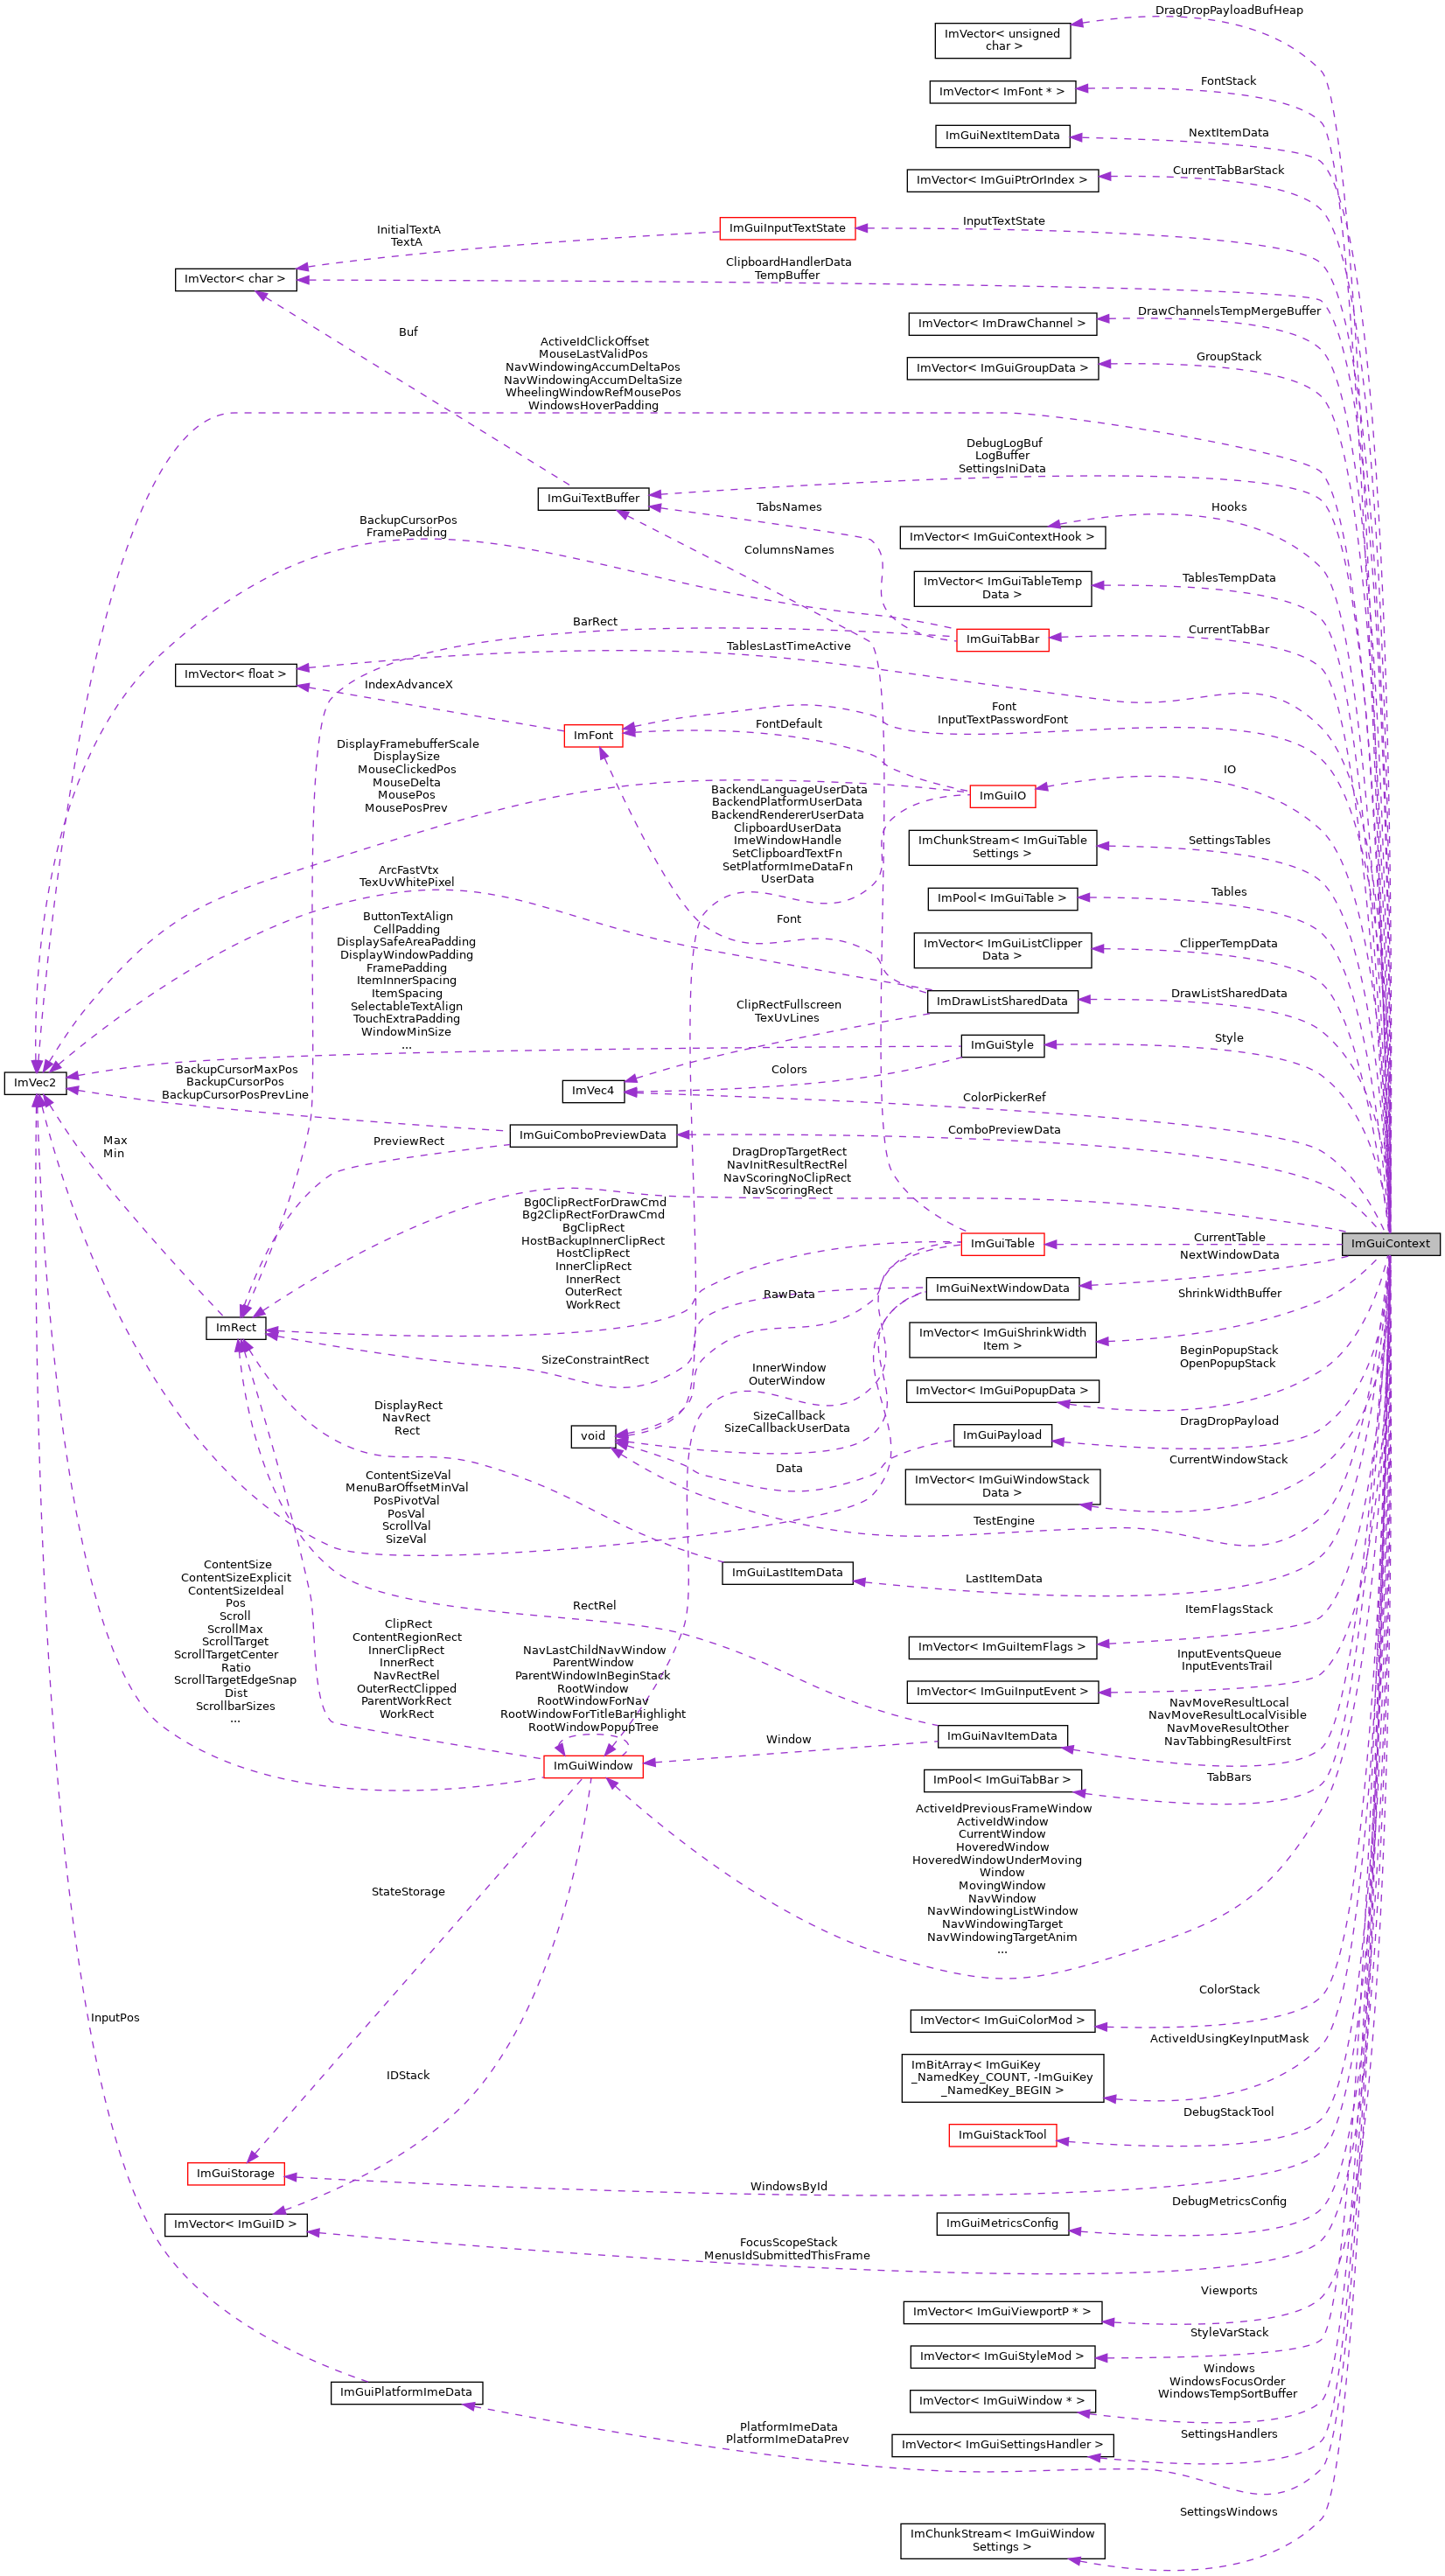 DragDropPayloadBufHeap
ImVector< unsigned
char >
FontStack
ImVector< ImFont * >
NextItemData
ImGuiNextItemData
CurrentTabBarStack
ImVector< ImGuiPtrOrIndex >
InputTextState
ImGuiInputTextState
InitialTextA
TextA
ClipboardHandlerData
TempBuffer
ImVector< char >
DrawChannelsTempMergeBuffer
ImVector< ImDrawChannel >
Buf
GroupStack
ImVector< ImGuiGroupData >
ActiveIdClickOffset
MouseLastValidPos
NavWindowingAccumDeltaPos
NavWindowingAccumDeltaSize
WheelingWindowRefMousePos
WindowsHoverPadding
DebugLogBuf
LogBuffer
SettingsIniData
ImGuiTextBuffer
TabsNames
Hooks
ImVector< ImGuiContextHook >
BackupCursorPos
FramePadding
ColumnsNames
TablesTempData
ImVector< ImGuiTableTemp
Data >
BarRect
CurrentTabBar
ImGuiTabBar
TablesLastTimeActive
ImVector< float >
IndexAdvanceX
Font
InputTextPasswordFont
FontDefault
ImFont
DisplayFramebufferScale
DisplaySize
MouseClickedPos
MouseDelta
MousePos
MousePosPrev
IO
ImGuiIO
BackendLanguageUserData
BackendPlatformUserData
BackendRendererUserData
ClipboardUserData
ImeWindowHandle
SetClipboardTextFn
SetPlatformImeDataFn
UserData
SettingsTables
ImChunkStream< ImGuiTable
Settings >
ArcFastVtx
TexUvWhitePixel
Tables
ImPool< ImGuiTable >
ButtonTextAlign
CellPadding
DisplaySafeAreaPadding
DisplayWindowPadding
FramePadding
ItemInnerSpacing
ItemSpacing
SelectableTextAlign
TouchExtraPadding
WindowMinSize
...
Font
ClipperTempData
ImVector< ImGuiListClipper
Data >
DrawListSharedData
ImDrawListSharedData
ClipRectFullscreen
TexUvLines
Style
ImGuiStyle
Colors
ImVec2
BackupCursorMaxPos
BackupCursorPos
BackupCursorPosPrevLine
ImVec4
ColorPickerRef
ComboPreviewData
ImGuiComboPreviewData
Max
Min
PreviewRect
DragDropTargetRect
NavInitResultRectRel
NavScoringNoClipRect
NavScoringRect
Bg0ClipRectForDrawCmd
Bg2ClipRectForDrawCmd
BgClipRect
HostBackupInnerClipRect
HostClipRect
InnerClipRect
InnerRect
OuterRect
WorkRect
CurrentTable
ImGuiTable
ImGuiContext
NextWindowData
ImGuiNextWindowData
RawData
ShrinkWidthBuffer
ImRect
ImVector< ImGuiShrinkWidth
Item >
SizeConstraintRect
BeginPopupStack
OpenPopupStack
InnerWindow
OuterWindow
ImVector< ImGuiPopupData >
DisplayRect
NavRect
Rect
SizeCallback
SizeCallbackUserData
DragDropPayload
void
ImGuiPayload
CurrentWindowStack
Data
ContentSizeVal
MenuBarOffsetMinVal
PosPivotVal
PosVal
ScrollVal
SizeVal
ImVector< ImGuiWindowStack
Data >
TestEngine
ImGuiLastItemData
LastItemData
ContentSize
ContentSizeExplicit
ContentSizeIdeal
Pos
Scroll
ScrollMax
ScrollTarget
ScrollTargetCenter
Ratio
ScrollTargetEdgeSnap
Dist
ScrollbarSizes
...
RectRel
ItemFlagsStack
ImVector< ImGuiItemFlags >
ClipRect
ContentRegionRect
InnerClipRect
InnerRect
NavRectRel
OuterRectClipped
ParentWorkRect
WorkRect
NavLastChildNavWindow
ParentWindow
ParentWindowInBeginStack
RootWindow
RootWindowForNav
RootWindowForTitleBarHighlight
RootWindowPopupTree
InputEventsQueue
InputEventsTrail
ImVector< ImGuiInputEvent >
NavMoveResultLocal
NavMoveResultLocalVisible
NavMoveResultOther
NavTabbingResultFirst
ImGuiNavItemData
Window
ImGuiWindow
TabBars
ImPool< ImGuiTabBar >
ActiveIdPreviousFrameWindow
ActiveIdWindow
CurrentWindow
HoveredWindow
HoveredWindowUnderMoving
Window
MovingWindow
NavWindow
NavWindowingListWindow
NavWindowingTarget
NavWindowingTargetAnim
...
StateStorage
ColorStack
ImVector< ImGuiColorMod >
InputPos
ActiveIdUsingKeyInputMask
ImBitArray< ImGuiKey
_NamedKey_COUNT, -ImGuiKey
_NamedKey_BEGIN >
IDStack
DebugStackTool
ImGuiStackTool
ImGuiStorage
WindowsById
DebugMetricsConfig
ImGuiMetricsConfig
ImVector< ImGuiID >
FocusScopeStack
MenusIdSubmittedThisFrame
Viewports
ImVector< ImGuiViewportP * >
StyleVarStack
ImVector< ImGuiStyleMod >
Windows
WindowsFocusOrder
WindowsTempSortBuffer
ImGuiPlatformImeData
ImVector< ImGuiWindow * >
PlatformImeData
PlatformImeDataPrev
SettingsHandlers
ImVector< ImGuiSettingsHandler >
SettingsWindows
ImChunkStream< ImGuiWindow
Settings >